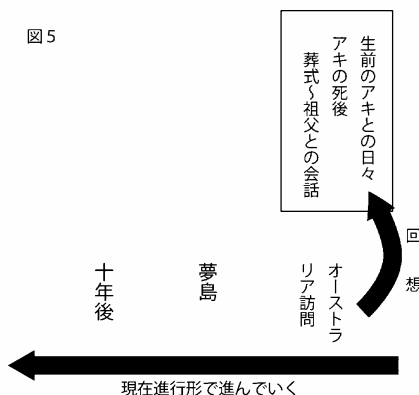 図5
生前のアキとの日々
アキの死後
葬式~祖父との会話
回想
オーストラ
リア訪問
夢島
十年後
現在進行形で進んでいく